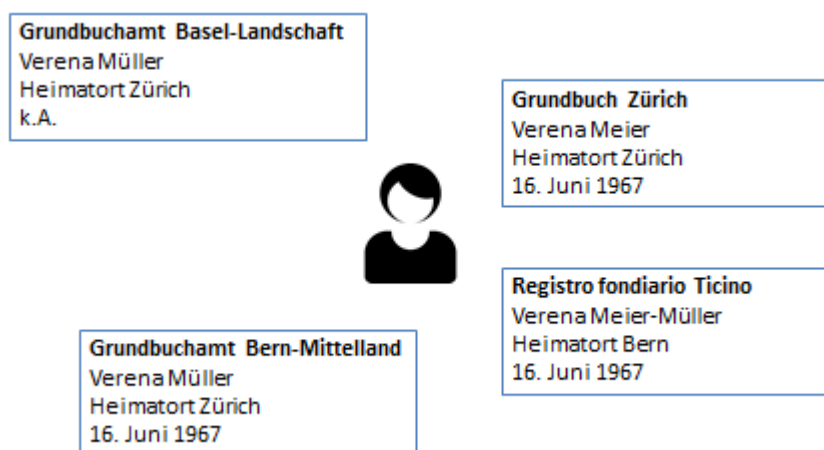 Grundbuchamt Basel-Landschaft
Verena Müller
Heimatort Zürich
k.A.
Grundbuch Zürich
Verena Meier
Heimatort Zürich
16. Juni 1967
Registro fondiario Ticino
Verena Meier-Müller
Heimatort Bern
16. Juni 1967
Grundbuchamt Bern-Mittelland
Verena Müller
Heimatort Zürich
16. Juni 1967